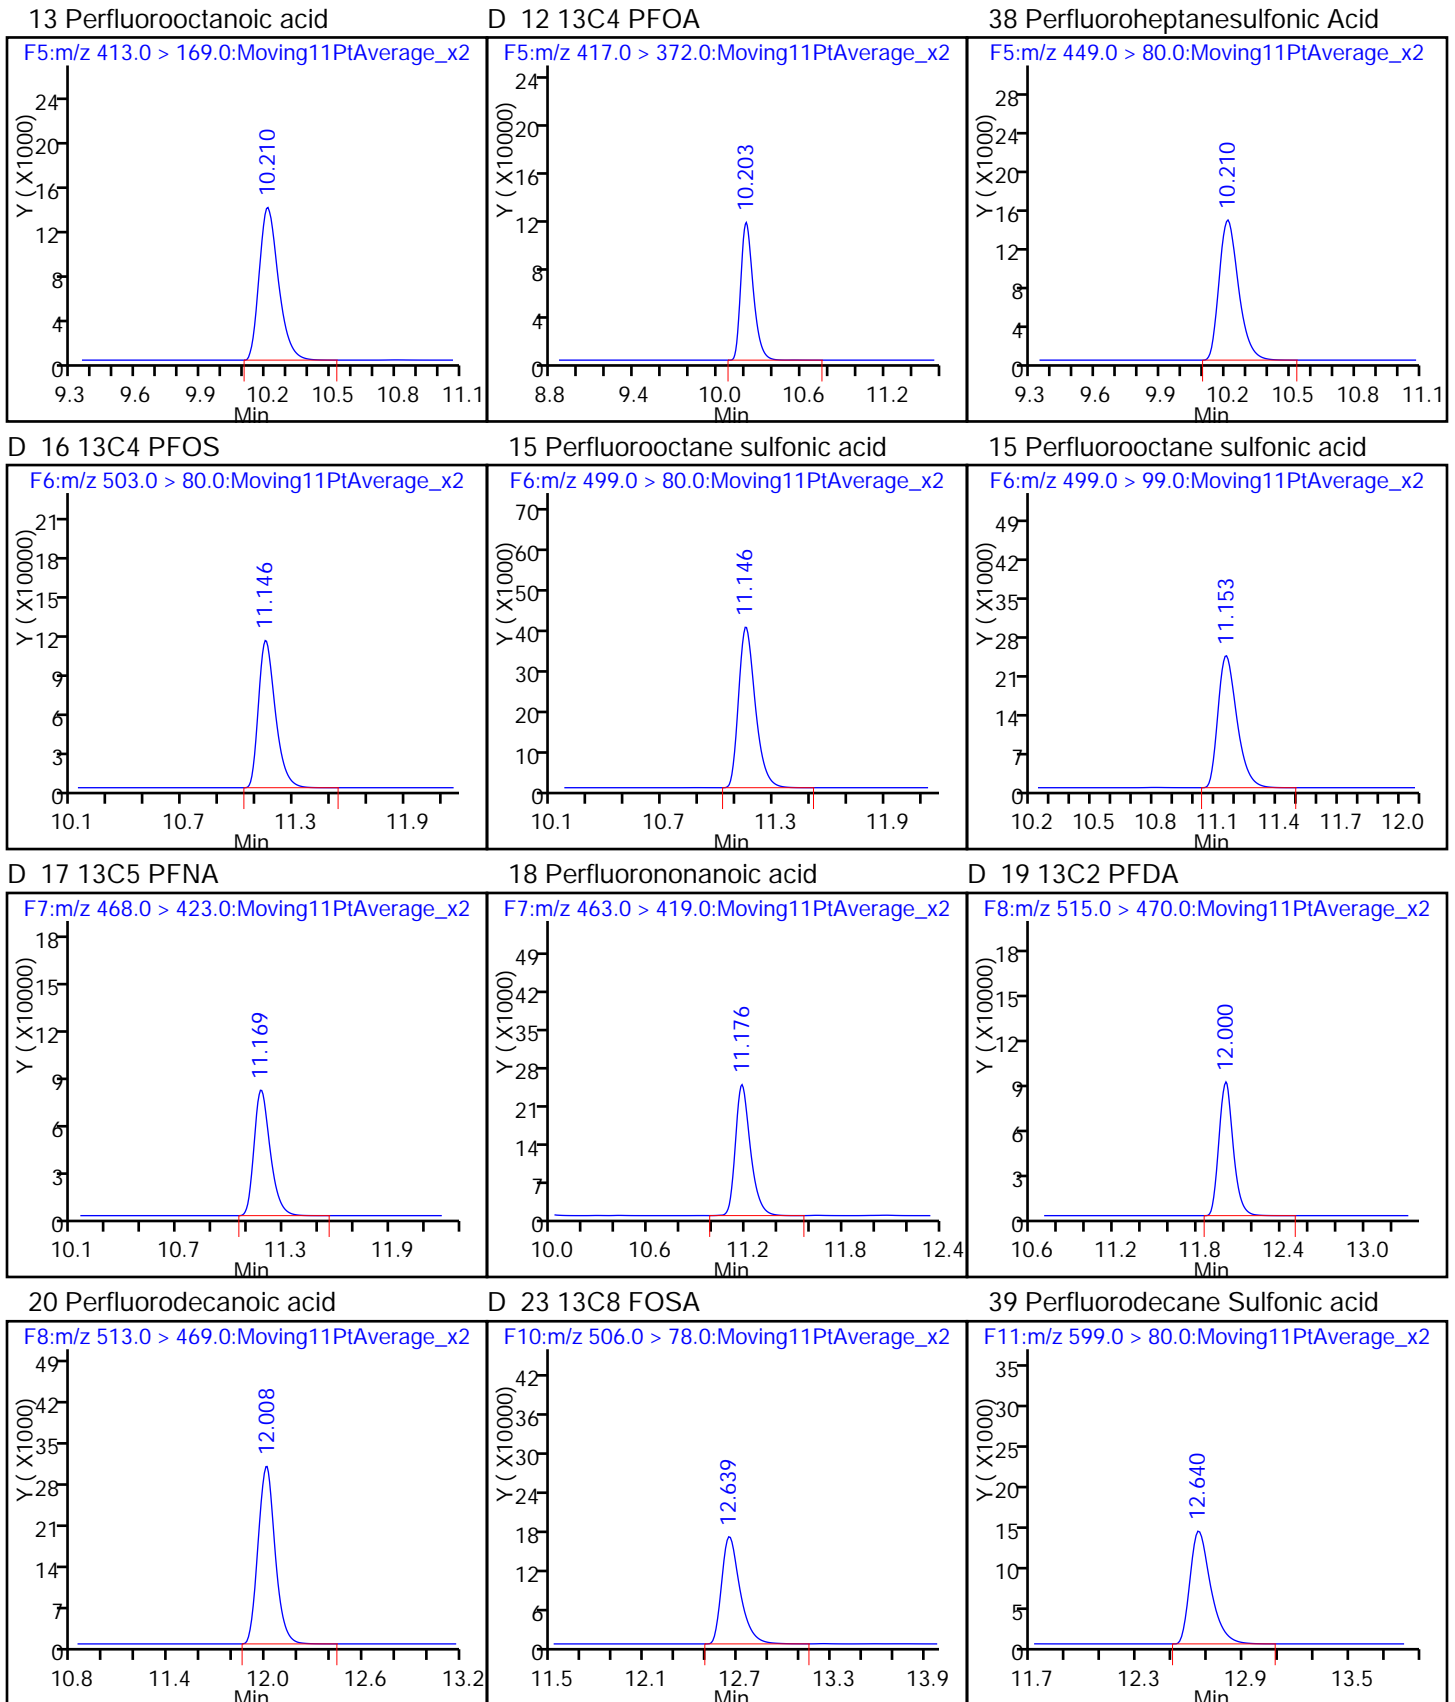 13 Perfluorooctanoic acid
F5:m/z 413.0 > 169.0:Moving11PtAverage_x2
Y ( X1000)
24
20
16
12
8
4
0
10.210
9.3 9.6 9.9 10.2 10.5 10.8 11.1
Min
D 12 13C4 PFOA
F5:m/z 417.0 > 372.0:Moving11PtAverage_x2
Y ( X10000)
24
20
16
12
8
4
0
10.203
8.8 9.4 10.0 10.6 11.2
Min
38 Perfluoroheptanesulfonic Acid
F5:m/z 449.0 > 80.0:Moving11PtAverage_x2
Y ( X1000)
28
24
20
16
12
8
4
0
10.210
9.3 9.6 9.9 10.2 10.5 10.8 11.1
Min
D 16 13C4 PFOS
F6:m/z 503.0 > 80.0:Moving11PtAverage_x2
Y ( X10000)
21
18
15
12
9
6
3
0
11.146
10.1 10.7 11.3 11.9
Min
15 Perfluorooctane sulfonic acid
F6:m/z 499.0 > 80.0:Moving11PtAverage_x2
Y ( X1000)
70
60
50
40
30
20
10
0
11.146
10.1 10.7 11.3 11.9
Min
15 Perfluorooctane sulfonic acid
F6:m/z 499.0 > 99.0:Moving11PtAverage_x2
Y ( X1000)
49
42
35
28
21
14
7
0
11.153
10.2 10.5 10.8 11.1 11.4 11.7 12.0
Min
D 17 13C5 PFNA
F7:m/z 468.0 > 423.0:Moving11PtAverage_x2
Y ( X10000)
18
15
12
9
6
3
0
11.169
10.1 10.7 11.3 11.9
Min
18 Perfluorononanoic acid
F7:m/z 463.0 > 419.0:Moving11PtAverage_x2
Y ( X1000)
49
42
35
28
21
14
7
0
11.176
10.0 10.6 11.2 11.8 12.4
Min
D 19 13C2 PFDA
F8:m/z 515.0 > 470.0:Moving11PtAverage_x2
Y ( X10000)
18
15
12
9
6
3
0
12.000
10.6 11.2 11.8 12.4 13.0
Min
20 Perfluorodecanoic acid
F8:m/z 513.0 > 469.0:Moving11PtAverage_x2
Y ( X1000)
49
42
35
28
21
14
7
0
12.008
10.8 11.4 12.0 12.6 13.2
Min
D 23 13C8 FOSA
F10:m/z 506.0 > 78.0:Moving11PtAverage_x2
Y ( X10000)
42
36
30
24
18
12
6
0
12.639
11.5 12.1 12.7 13.3 13.9
Min
39 Perfluorodecane Sulfonic acid
F11:m/z 599.0 > 80.0:Moving11PtAverage_x2
Y ( X1000)
35
30
25
20
15
10
5
0
12.640
11.7 12.3 12.9 13.5
Min